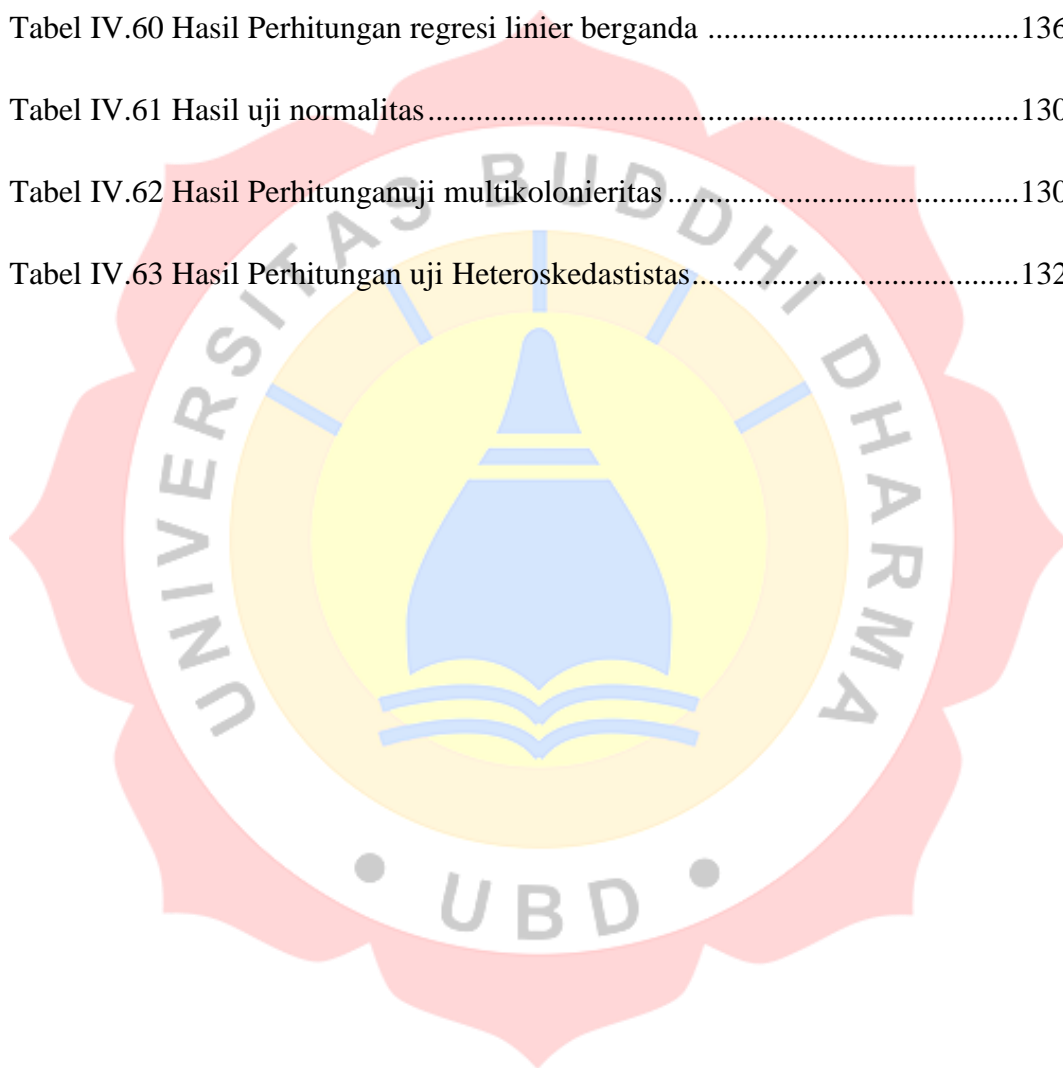 Tabel IV.60 Hasil Perhitungan regresi linier berganda ......................................136
Tabel IV.61 Hasil uji normalitas........................................................................130
Tabel IV.62 Hasil Perhitunganuji multikolonieritas...........................................130
Tabel IV.63 Hasil Perhitungan uji Heteroskedastistas........................................132
UNIVERSITAS BUDDHI DHARMA
• UBD •